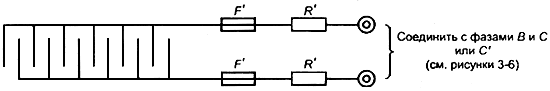 F' R'
Соединить с фазами B и C
или C'
(см. рисунки 3-6)
F' R'